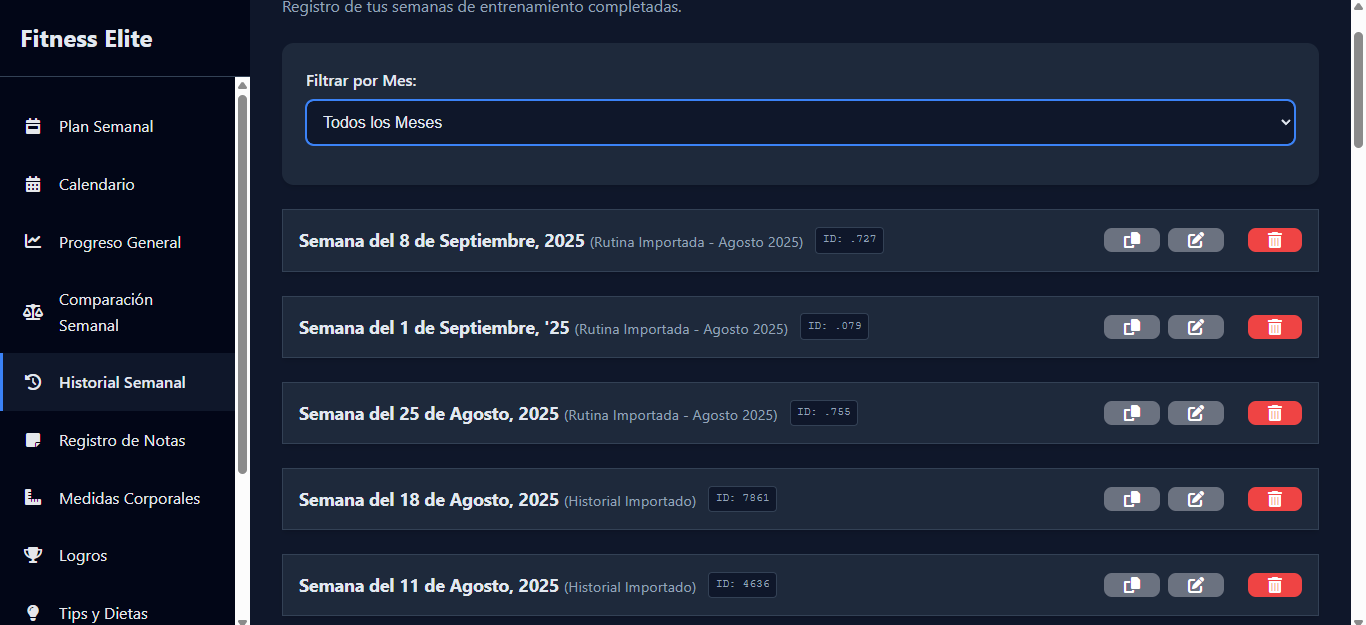 Fitness Elite
Plan Semanal
Calendario
Progreso General
Comparación
Semanal
Historial Semanal
Registro de Notas
Medidas Corporales
Logros
Tips y Dietas
Registro de tus semanas de entrenamiento completadas.
Filtrar por Mes:
Todos los Meses
Semana del 8 de Septiembre, 2025 (Rutina Importada - Agosto 2025) ID: .727
Semana del 1 de Septiembre, '25 (Rutina Importada - Agosto 2025) ID: .079
Semana del 25 de Agosto, 2025 (Rutina Importada - Agosto 2025) ID: .755
Semana del 18 de Agosto, 2025 (Historial Importado) ID: 7861
Semana del 11 de Agosto, 2025 (Historial Importado) ID: 4636